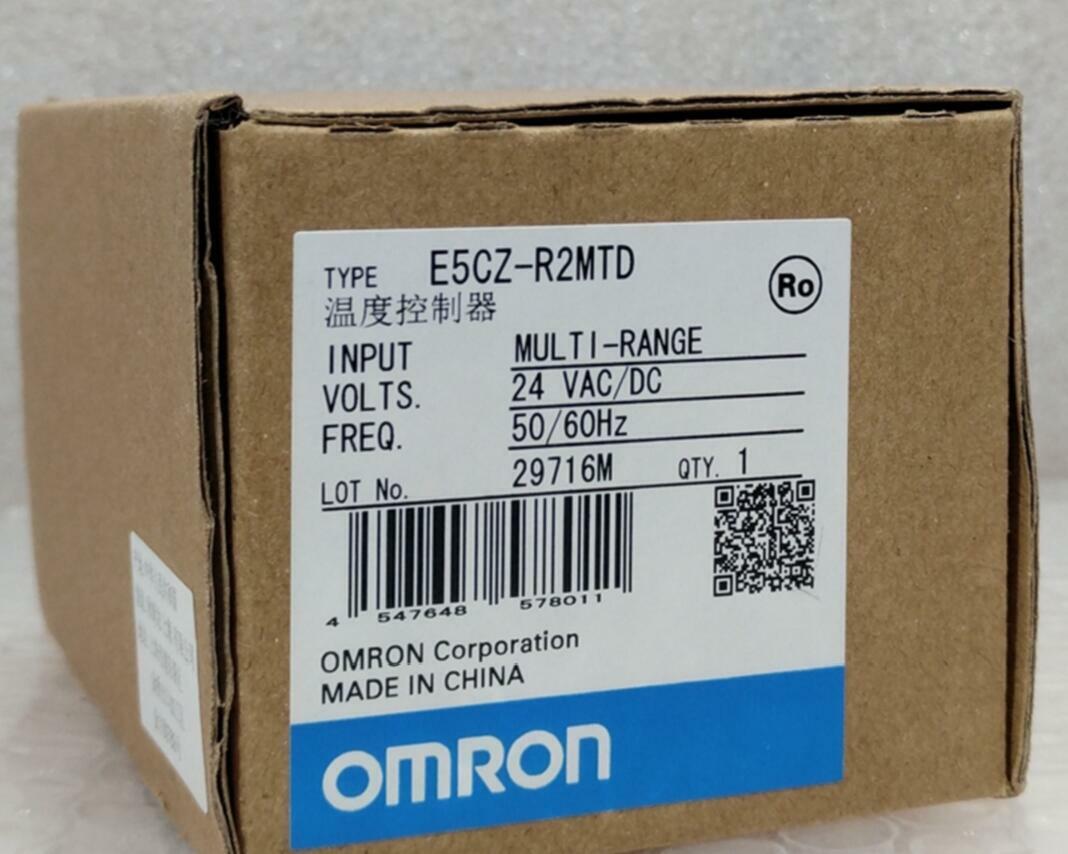 TYPE E5CZ-R2MTD
Ro
温度控制器
INPUT MULTI-RANGE
VOLTS. 24 VAC/DC
FREQ. 50/60Hz
LOT No. 29716M QTY. 1
4 547648 578011
OMRON Corporation
MADE IN CHINA
OMRON